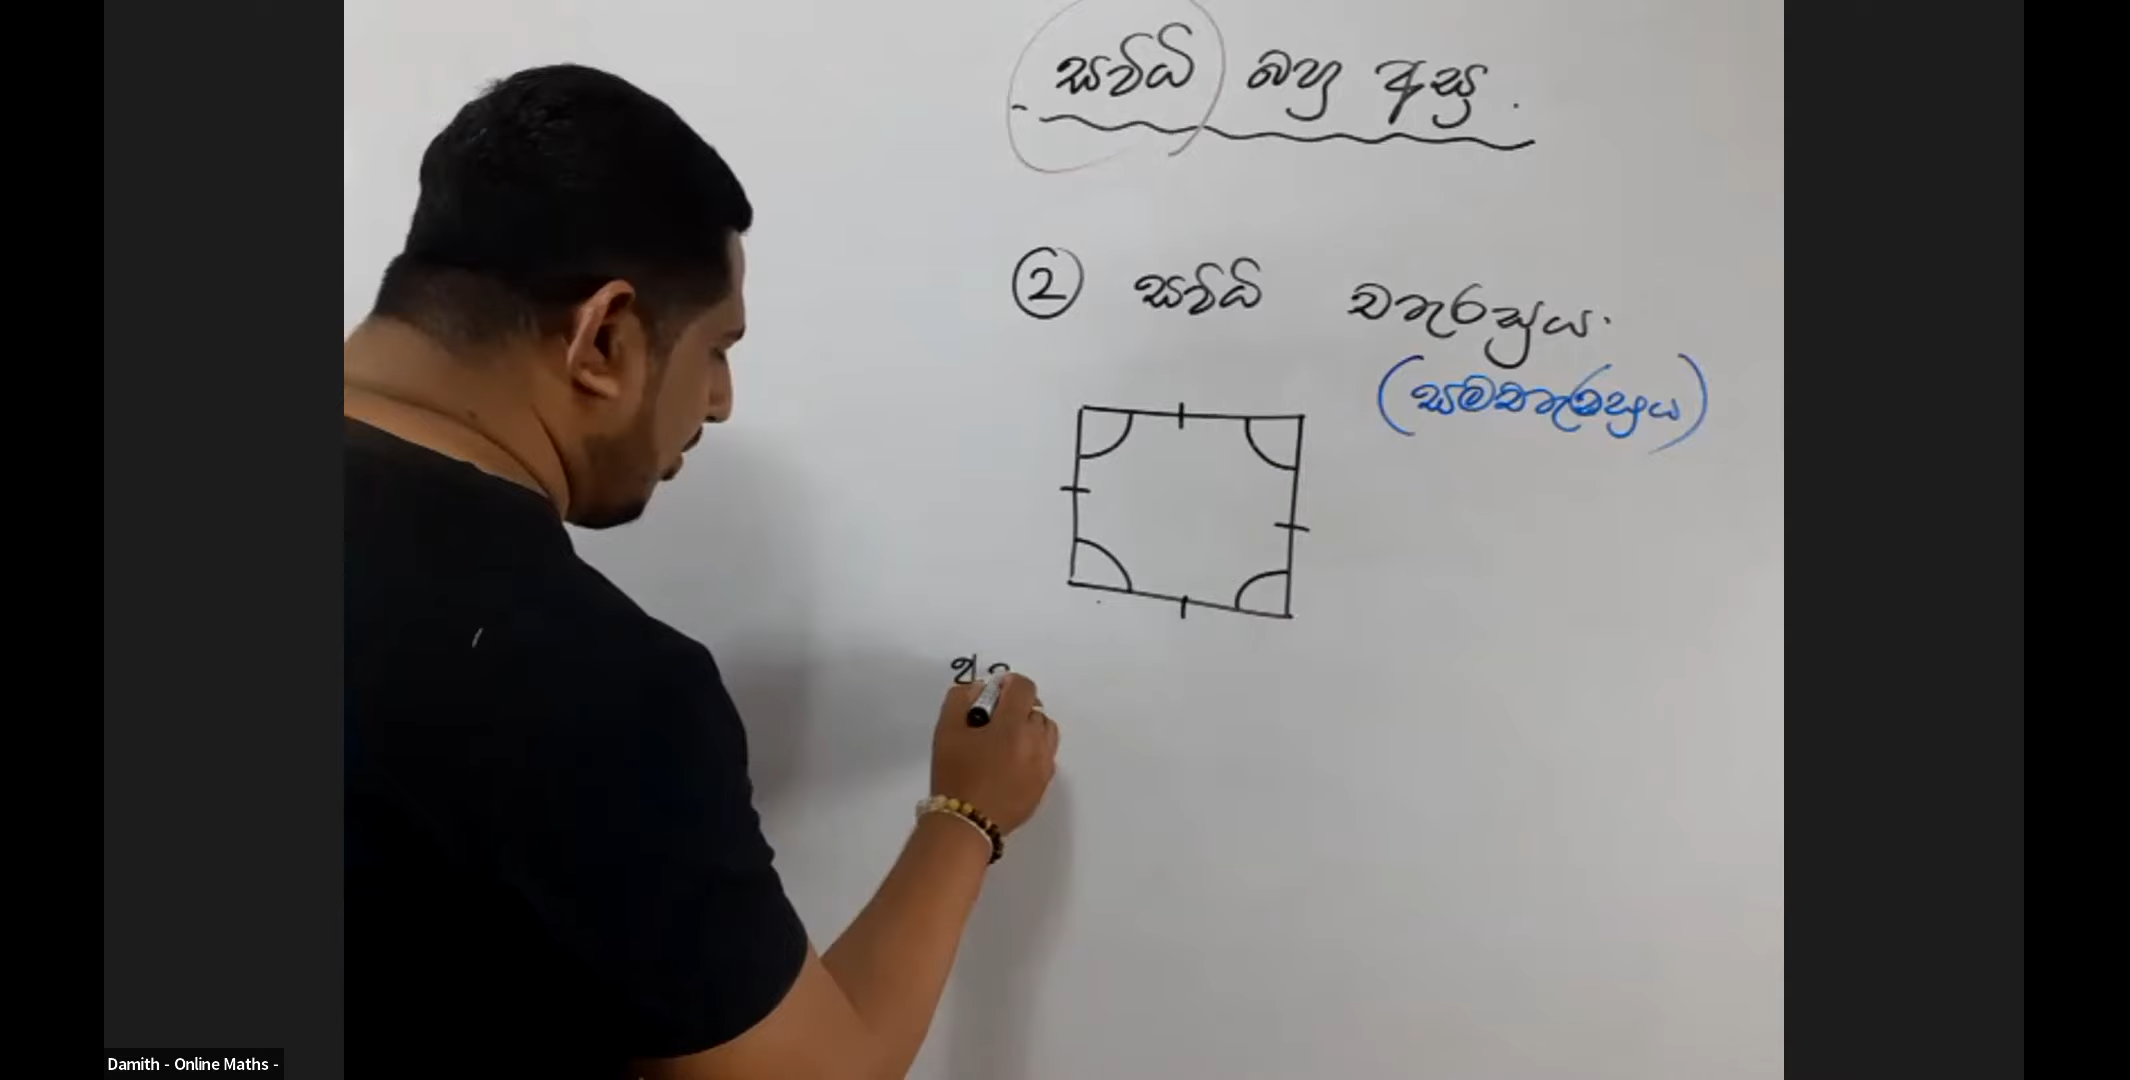 සවිධි බහු අස්‍ර.
② සවිධි චතුරස්‍රය.
(සමචතුරස්‍රය)
Damith - Online Maths -